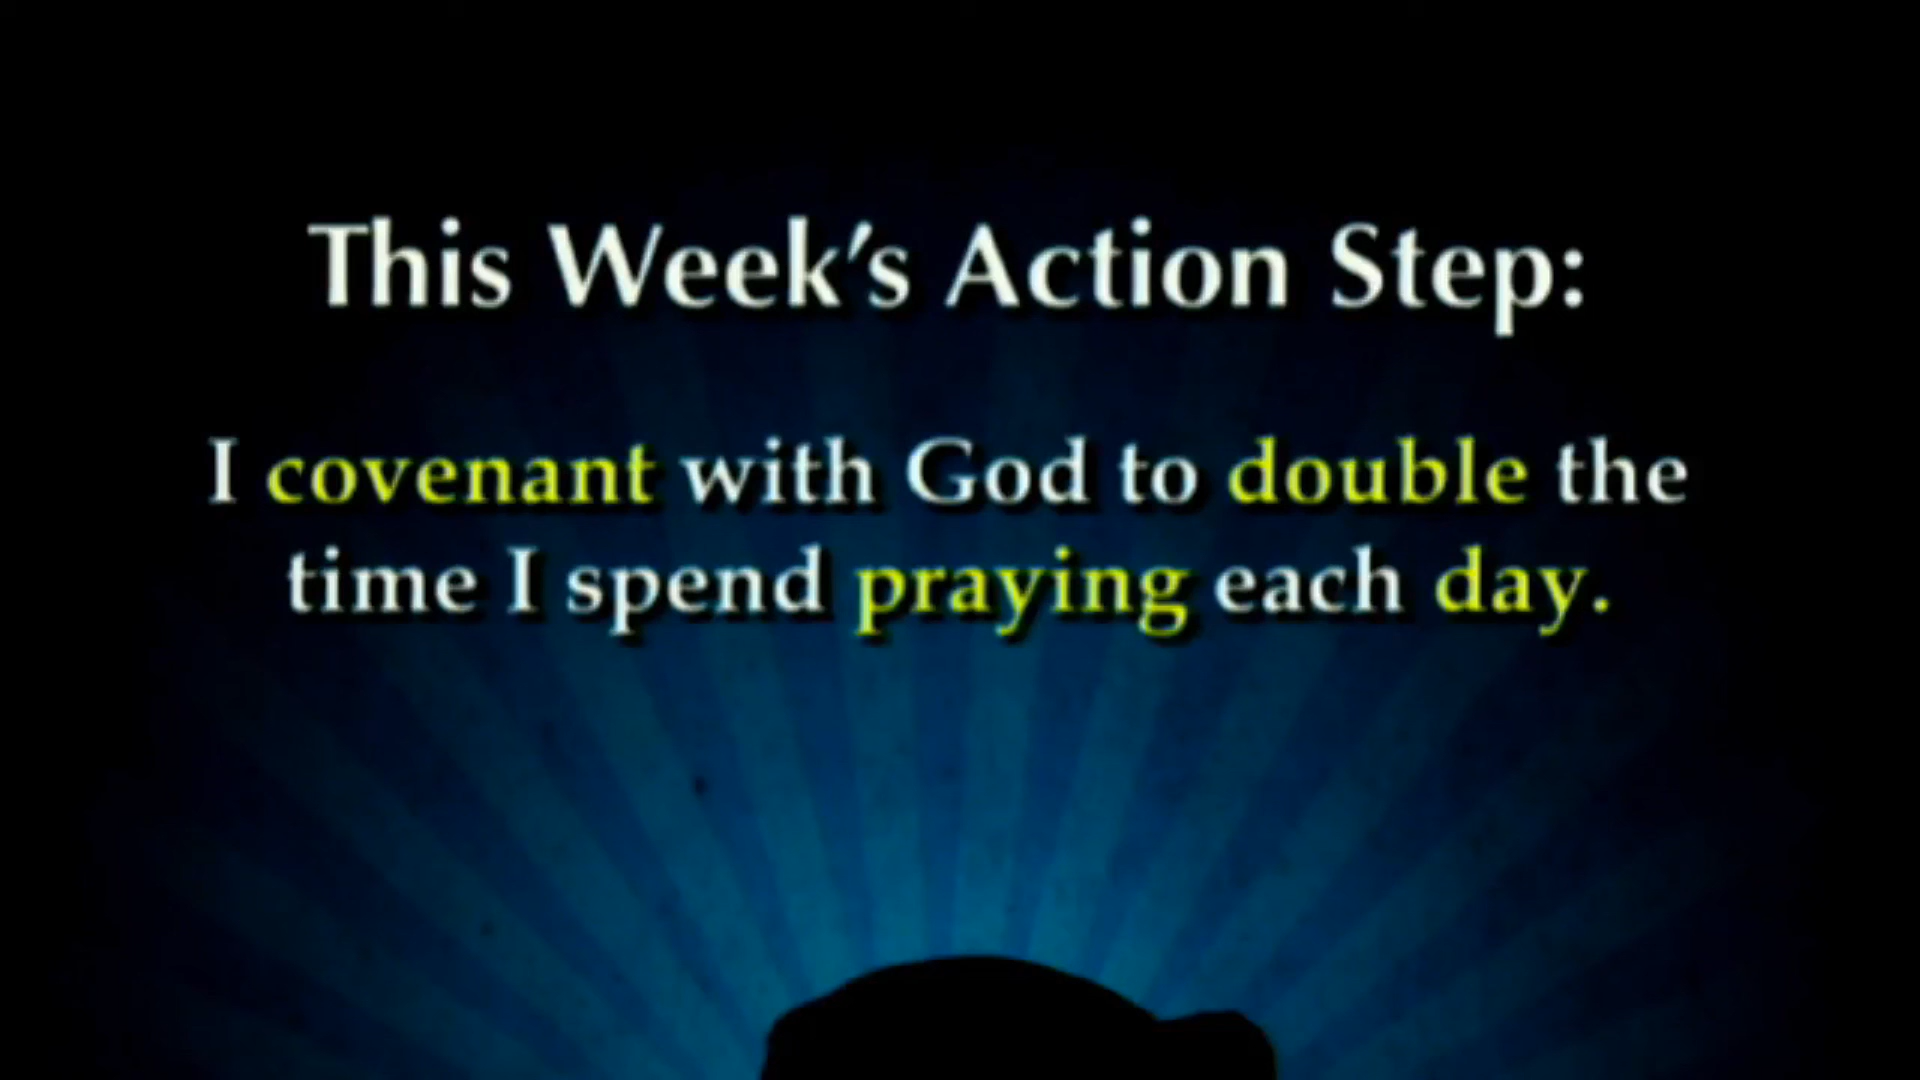 This Week's Action Step:
I covenant with God to double the
time I spend praying each day.